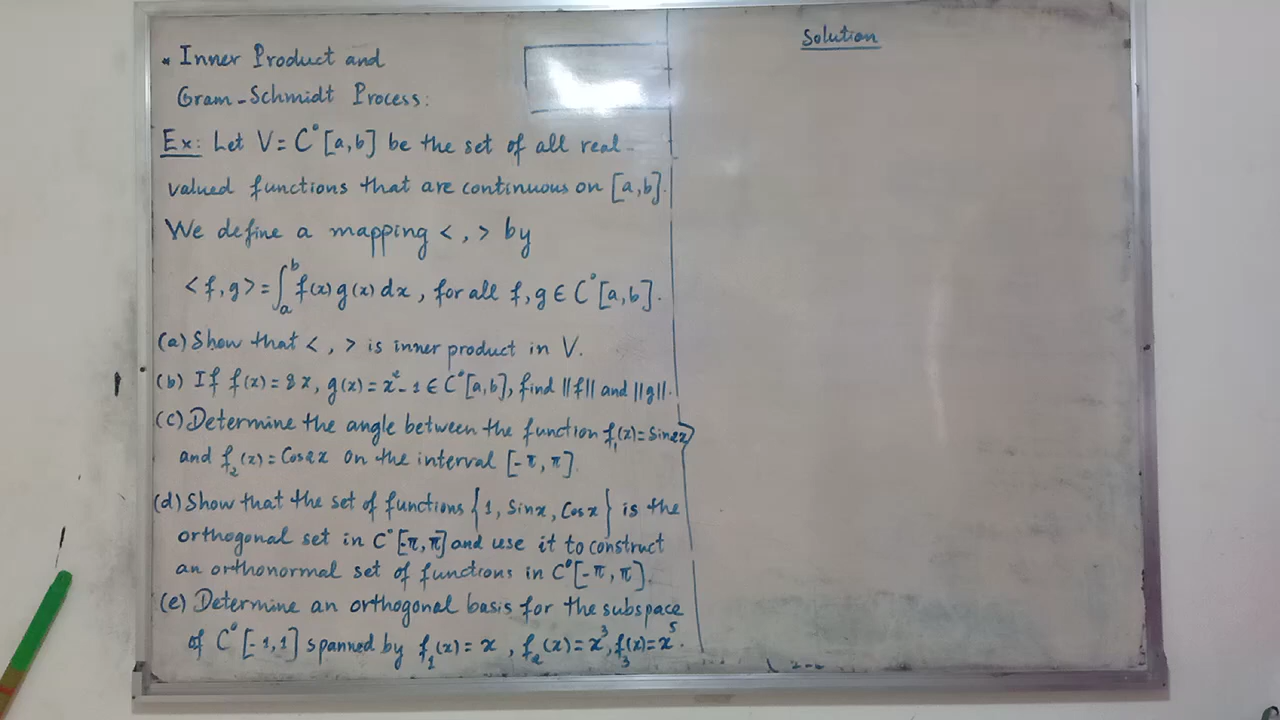 * Inner Product and
Gram-Schmidt Process:
Ex: Let V = C°[a,b] be the set of all real-
valued functions that are continuous on [a,b].
We define a mapping < , > by
<f,g> = ∫_a^b f(x) g(x) dx, for all f, g ∈ C°[a,b].
(a) Show that < , > is inner product in V.
(b) If f(x) = 8x, g(x) = x² - 1 ∈ C°[a,b], find ||f|| and ||g||.
(c) Determine the angle between the function f₁(x) = Sin2x
and f₂(x) = Cos2x on the interval [-π, π].
(d) Show that the set of functions {1, Sinx, Cosx} is the
orthogonal set in C°[-π, π] and use it to construct
an orthonormal set of functions in C°[-π, π].
(e) Determine an orthogonal basis for the subspace
of C°[-1,1] spanned by f₁(x) = x, f₂(x) = x³, f₃(x) = x⁵.
Solution